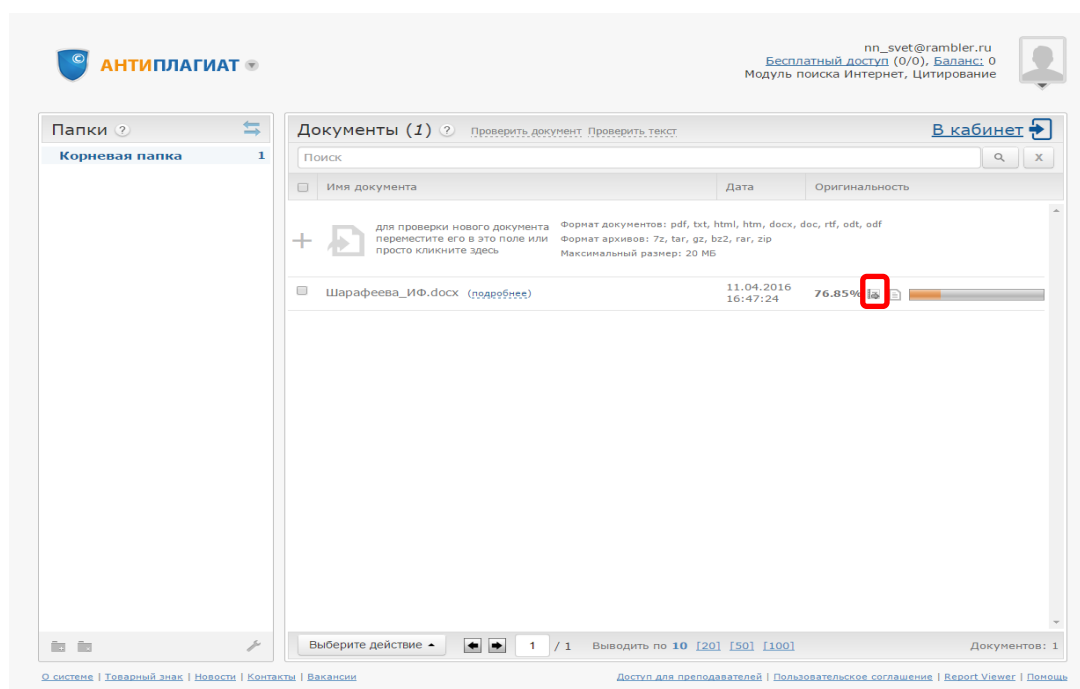 nn_svet@rambler.ru
Бесплатный доступ (0/0), Баланс: 0
Модуль поиска Интернет, Цитирование
© АНТИПЛАГИАТ
Папки ?
Корневая папка 1
Документы (1) ? Проверить документ Проверить текст В кабинет
Поиск X
Имя документа Дата Оригинальность
для проверки нового документа
переместите его в это поле или
просто кликните здесь
Формат документов: pdf, txt, html, htm, docx, doc, rtf, odt, odf
Формат архивов: 7z, tar, gz, bz2, rar, zip
Максимальный размер: 20 МБ
Шарафеева_ИФ.docx (подробнее) 11.04.2016 76.85%
16:47:24
Выберите действие 1 / 1 Выводить по 10 [20] [50] [100] Документов: 1
О системе | Товарный знак | Новости | Контакты | Вакансии Доступ для преподавателей | Пользовательское соглашение | Report Viewer | Помощь